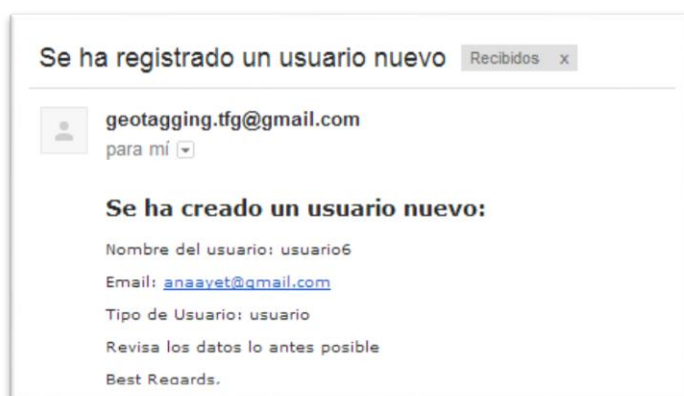 Se ha registrado un usuario nuevo Recibidos x
geotagging.tfg@gmail.com
para mí
Se ha creado un usuario nuevo:
Nombre del usuario: usuario6
Email: anaayet@gmail.com
Tipo de Usuario: usuario
Revisa los datos lo antes posible
Best Regards.